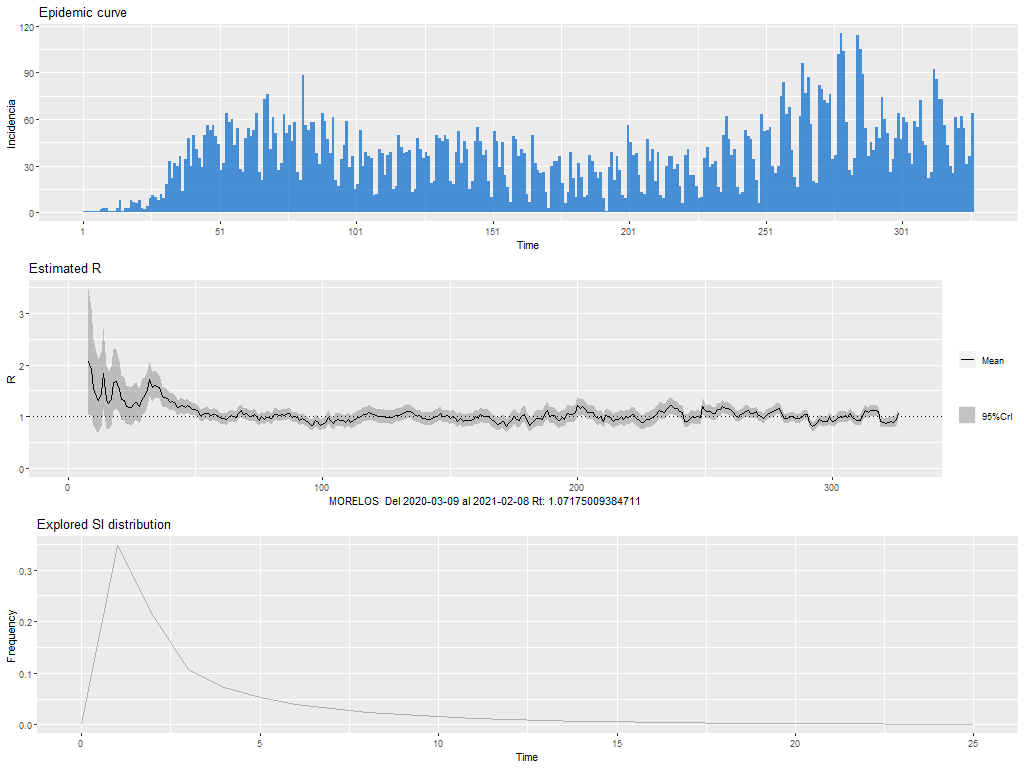 Epidemic curve
120
90
60
30
0
Incidencia
1 51 101 151 201 251 301
Time
Estimated R
3
2
1
0
R
Mean
95%CrI
0 100 200 300
MORELOS Del 2020-03-09 al 2021-02-08 Rt: 1.07175009384711
Explored SI distribution
0.3
0.2
0.1
0.0
Frequency
0 5 10 15 20 25
Time